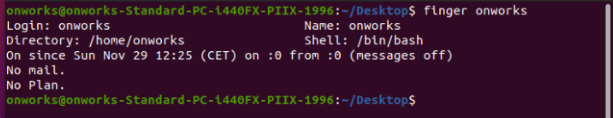 onworks@onworks-Standard-PC-i440FX-PIIX-1996:~/Desktop$ finger onworks
Login: onworks                          Name: onworks
Directory: /home/onworks                Shell: /bin/bash
On since Sun Nov 29 12:25 (CET) on :0 from :0 (messages off)
No mail.
No Plan.
onworks@onworks-Standard-PC-i440FX-PIIX-1996:~/Desktop$